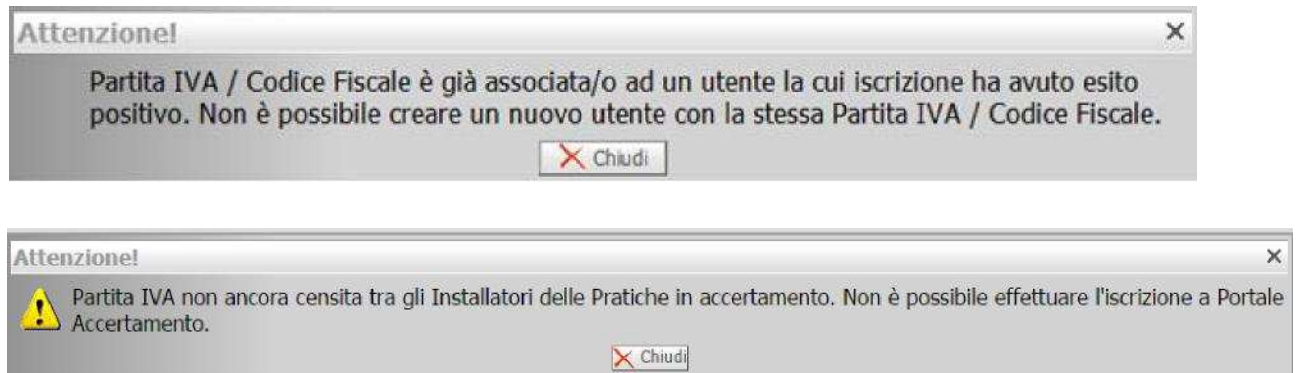 Attenzione!
Partita IVA / Codice Fiscale è già associata/o ad un utente la cui iscrizione ha avuto esito
positivo. Non è possibile creare un nuovo utente con la stessa Partita IVA / Codice Fiscale.
Chiudi
Attenzione!
Partita IVA non ancora censita tra gli Installatori delle Pratiche in accertamento. Non è possibile effettuare l'iscrizione a Portale
Accertamento.
Chiudi